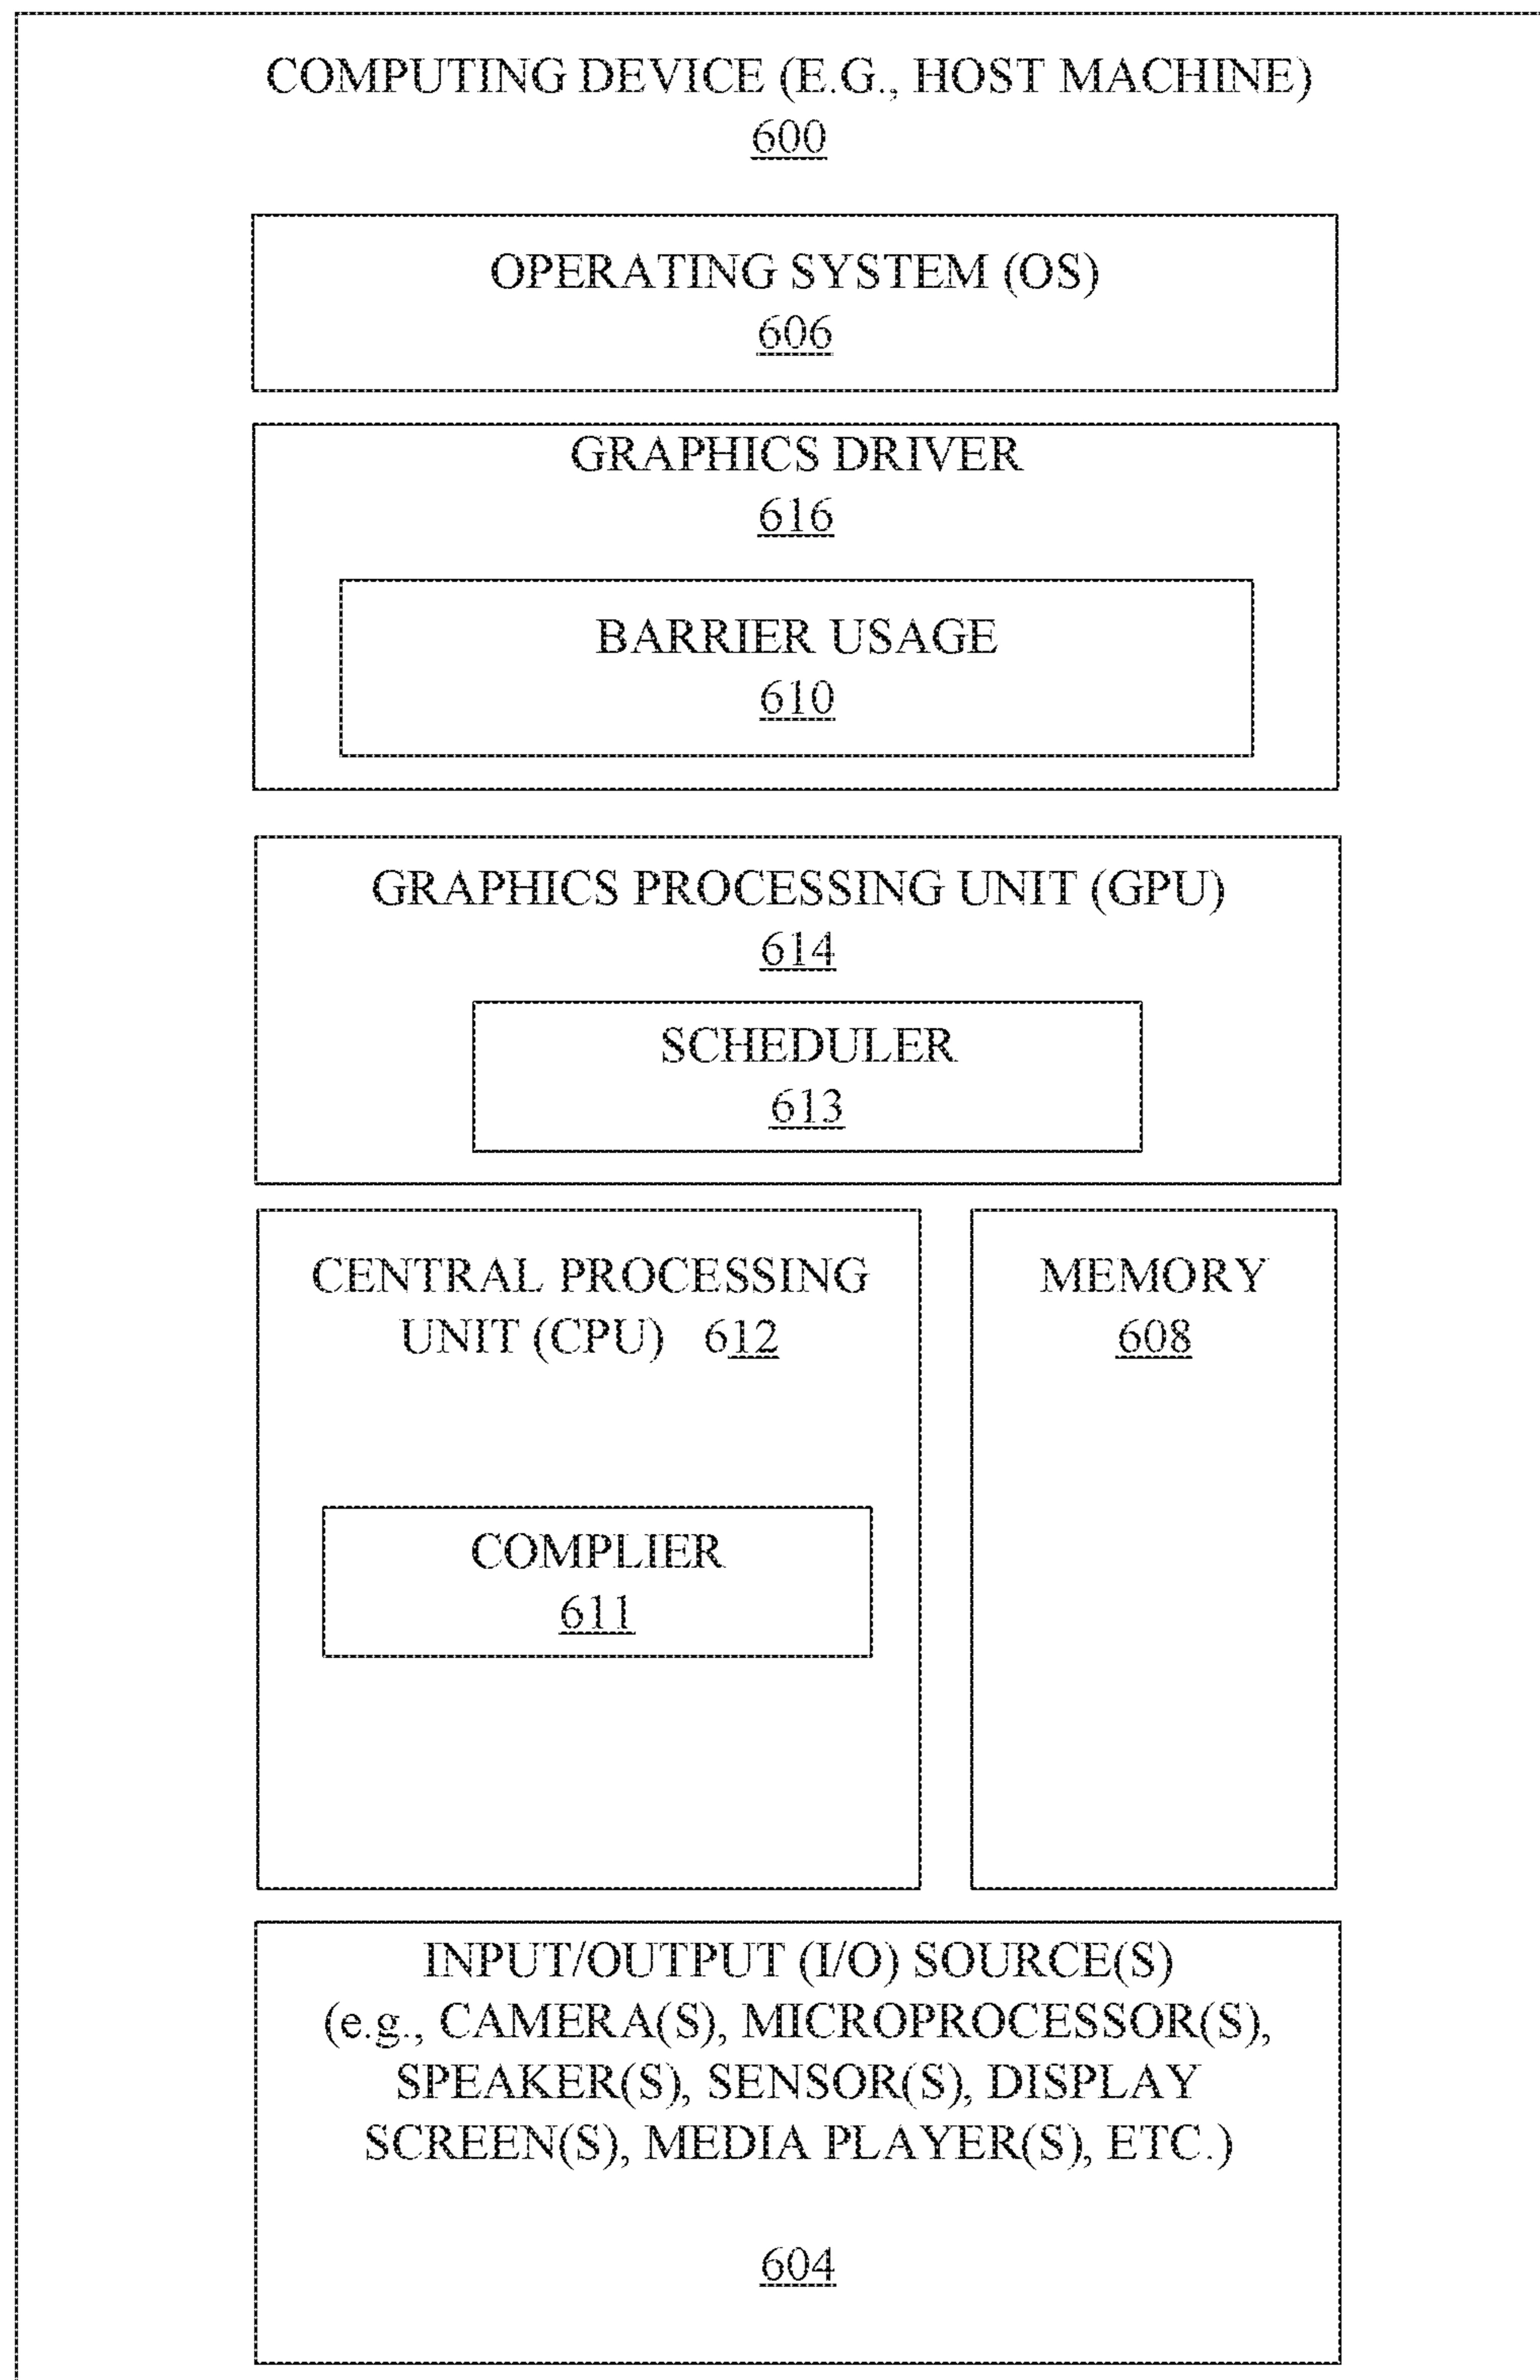 COMPUTING DEVICE (E.G., HOST MACHINE)
600
OPERATING SYSTEM (OS)
606
GRAPHICS DRIVER
616
BARRIER USAGE
610
GRAPHICS PROCESSING UNIT (GPU)
614
SCHEDULER
613
CENTRAL PROCESSING
UNIT (CPU) 612
COMPLIER
611
MEMORY
608
INPUT/OUTPUT (I/O) SOURCE(S)
(e.g., CAMERA(S), MICROPROCESSOR(S),
SPEAKER(S), SENSOR(S), DISPLAY
SCREEN(S), MEDIA PLAYER(S), ETC.)
604